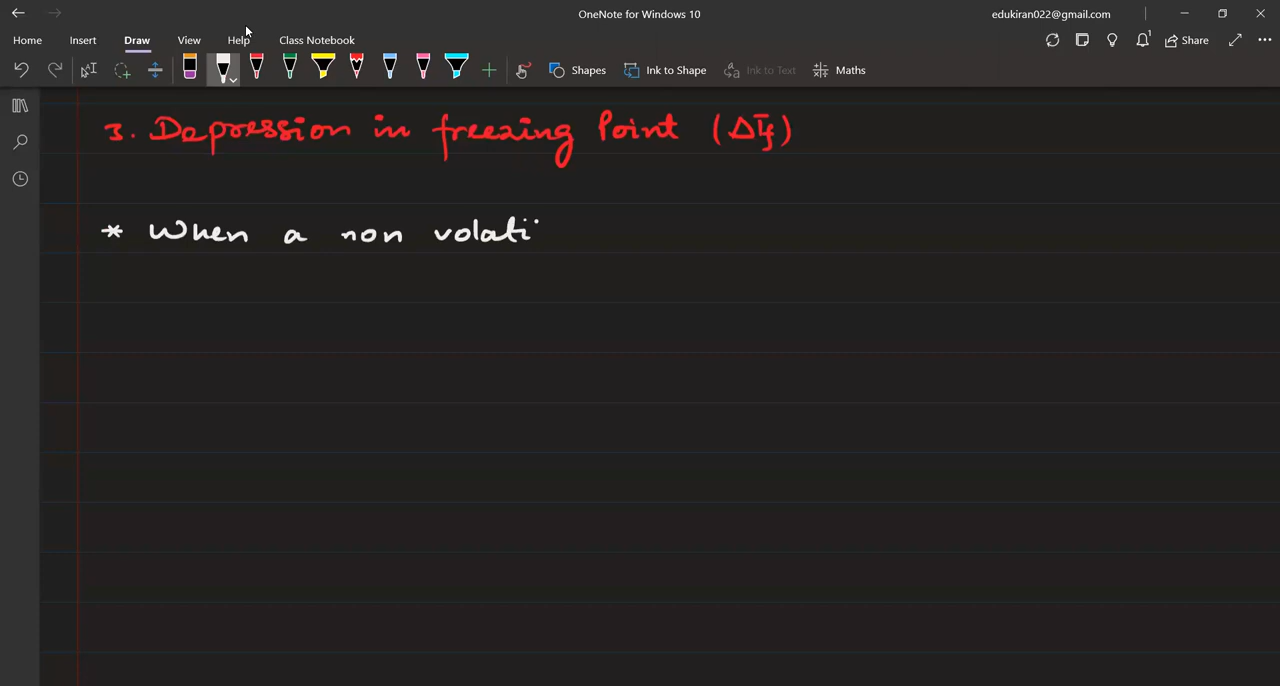 OneNote for Windows 10
edukiran022@gmail.com
Home Insert Draw View Help Class Notebook
Share
Shapes Ink to Shape Ink to Text Maths
3. Depression in freezing Point (ΔTf)
* When a non volati